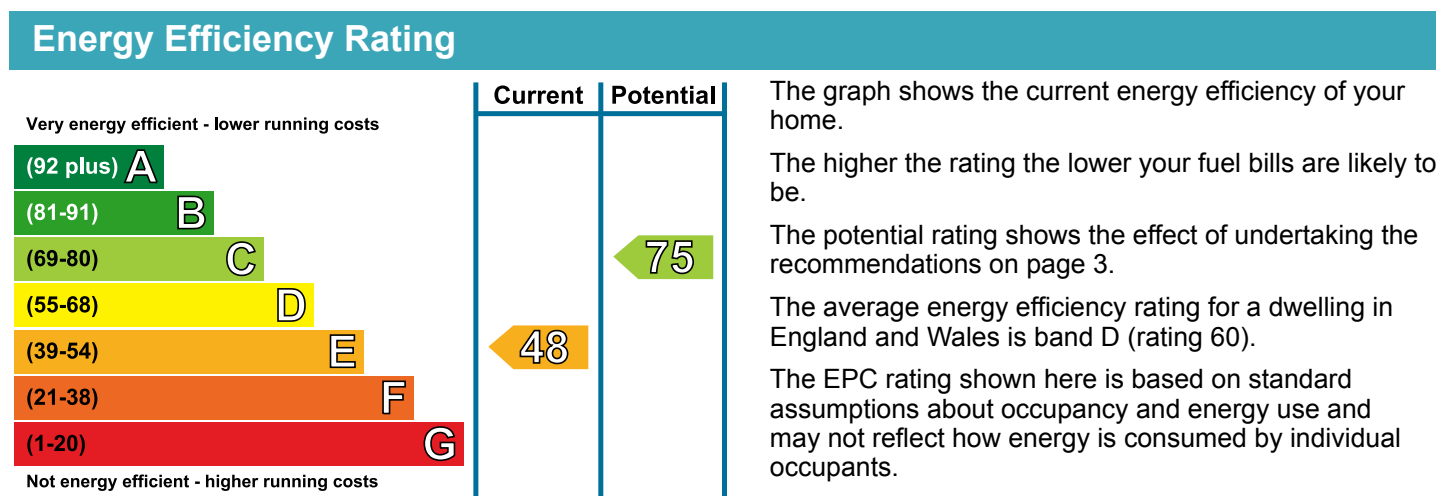 Energy Efficiency Rating
Current Potential
Very energy efficient - lower running costs
(92 plus) A
(81-91) B
(69-80) C
75
(55-68) D
(39-54) E
48
(21-38) F
(1-20) G
Not energy efficient - higher running costs
The graph shows the current energy efficiency of your
home.
The higher the rating the lower your fuel bills are likely to
be.
The potential rating shows the effect of undertaking the
recommendations on page 3.
The average energy efficiency rating for a dwelling in
England and Wales is band D (rating 60).
The EPC rating shown here is based on standard
assumptions about occupancy and energy use and
may not reflect how energy is consumed by individual
occupants.